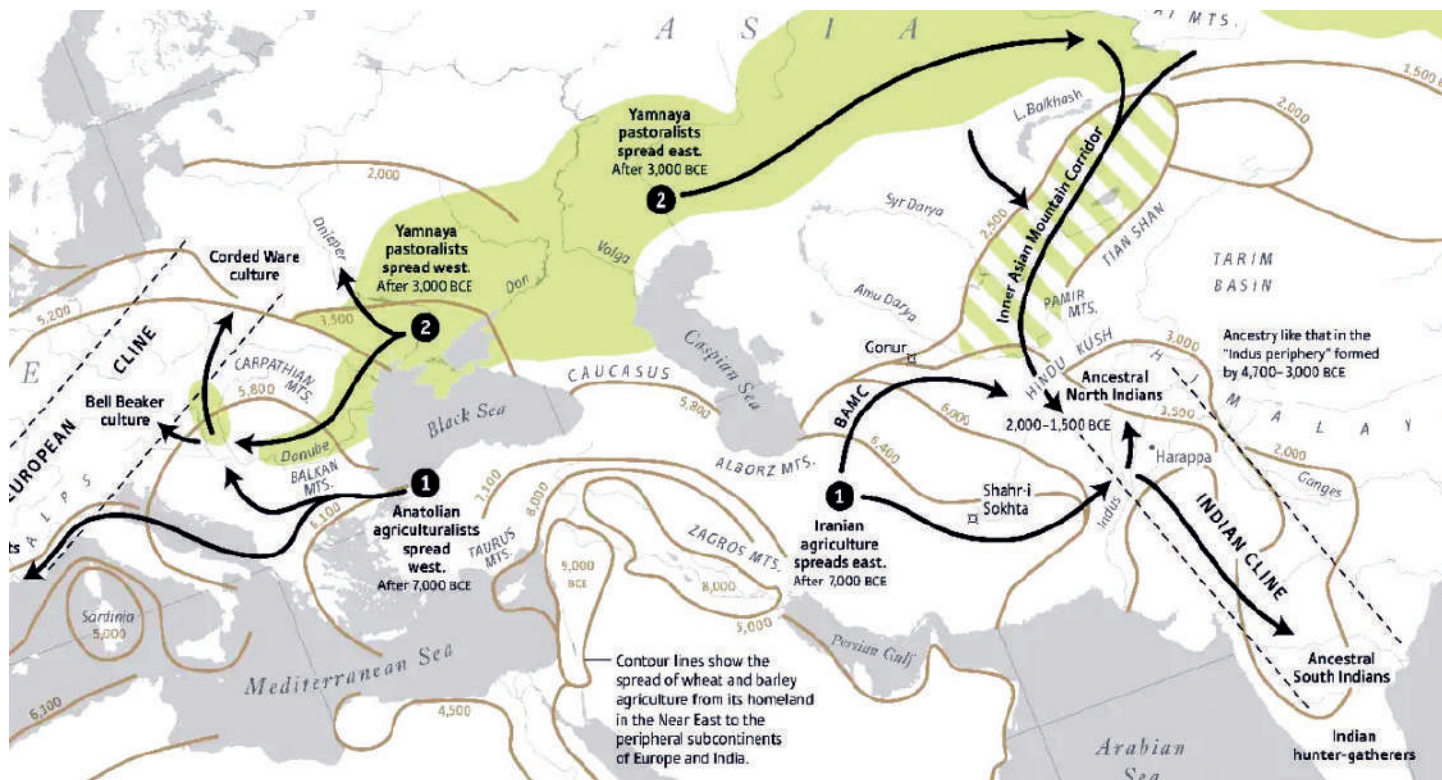 A S I A
AI MTS.
1,500 B
2,000
L. Balkhash
Yamnaya
pastoralists
spread east.
After 3,000 BCE
2
Inner Asian Mountain Corridor
2,000
Dnieper
Syr Darya
2,500
TIAN SHAN
Yamnaya
pastoralists
spread west.
After 3,000 BCE
2
Volga
Don
Corded Ware
culture
TARIM
BASIN
Amu Darya
PAMIR
MTS.
5,200
3,500
Gonur
Caspian Sea
HINDU KUSH
3,000
Ancestry like that in the
"Indus periphery" formed
by 4,700–3,000 BCE
E
EUROPEAN CLINE
CARPATHIAN
MTS.
5,800
CAUCASUS
5,800
Black Sea
BAMC
6,000
Ancestral
North Indians
HIMALAY
3,500
2,000–1,500 BCE
Bell Beaker
culture
Danube
BALKAN
MTS.
ALBORZ MTS.
6,400
Harappa
2,000
Ganges
ALPS
1
Anatolian
agriculturalists
spread
west.
After 7,000 BCE
6,100
7,100
8,000
TAURUS
MTS.
ZAGROS MTS.
1
Iranian
agriculture
spreads east.
After 7,000 BCE
Shahr-i
Sokhta
Indus
INDIAN CLINE
ts
9,000
BCE
8,000
5,000
Sardinia
5,000
Persian Gulf
Mediterranean Sea
Contour lines show the
spread of wheat and barley
agriculture from its homeland
in the Near East to the
peripheral subcontinents
of Europe and India.
Ancestral
South Indians
6,100
4,500
Arabian
Sea
Indian
hunter-gatherers